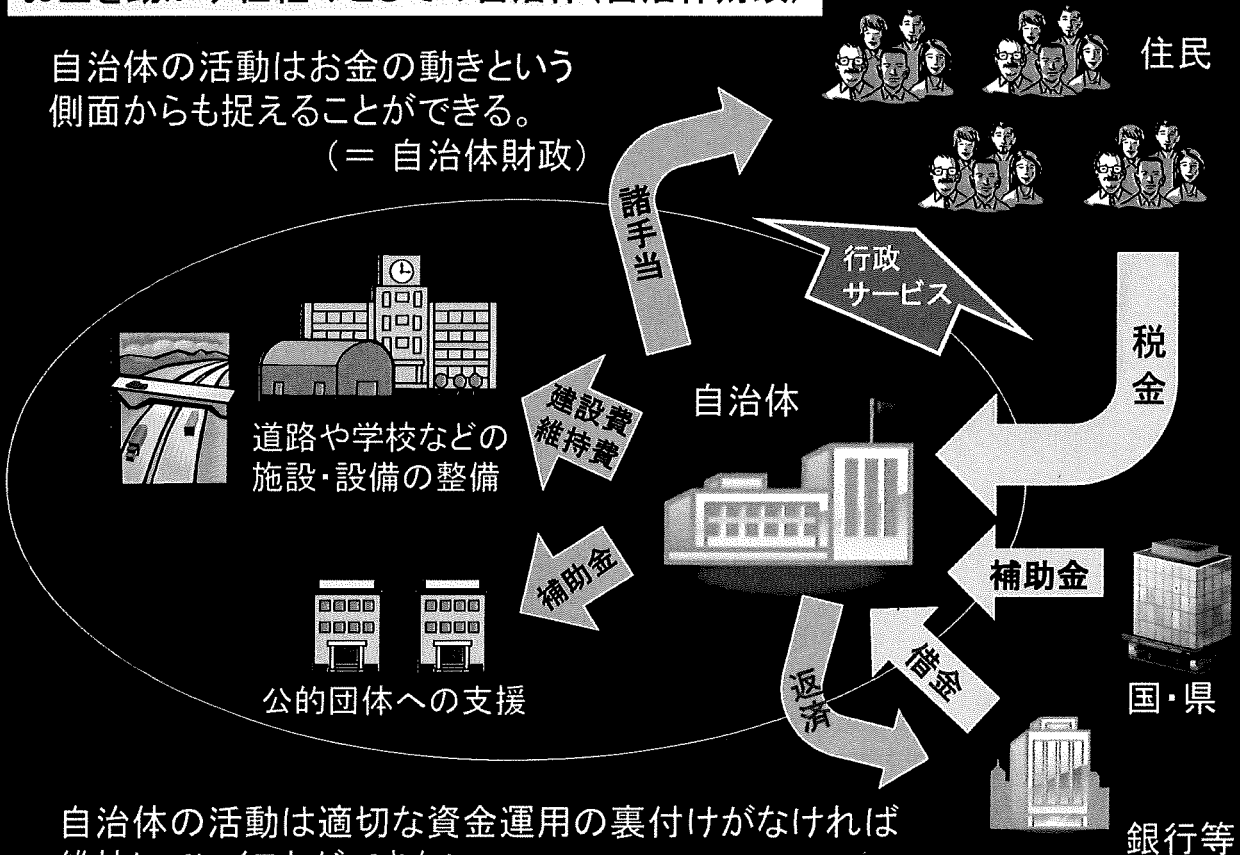 自治体の活動はお金の動きという
側面からも捉えることができる。
(= 自治体財政)
住民
諸手当
行政
サービス
税金
自治体
建設費
維持費
道路や学校などの
施設・設備の整備
補助金
補助金
国・県
公的団体への支援
借金
返済
銀行等
自治体の活動は適切な資金運用の裏付けがなければ